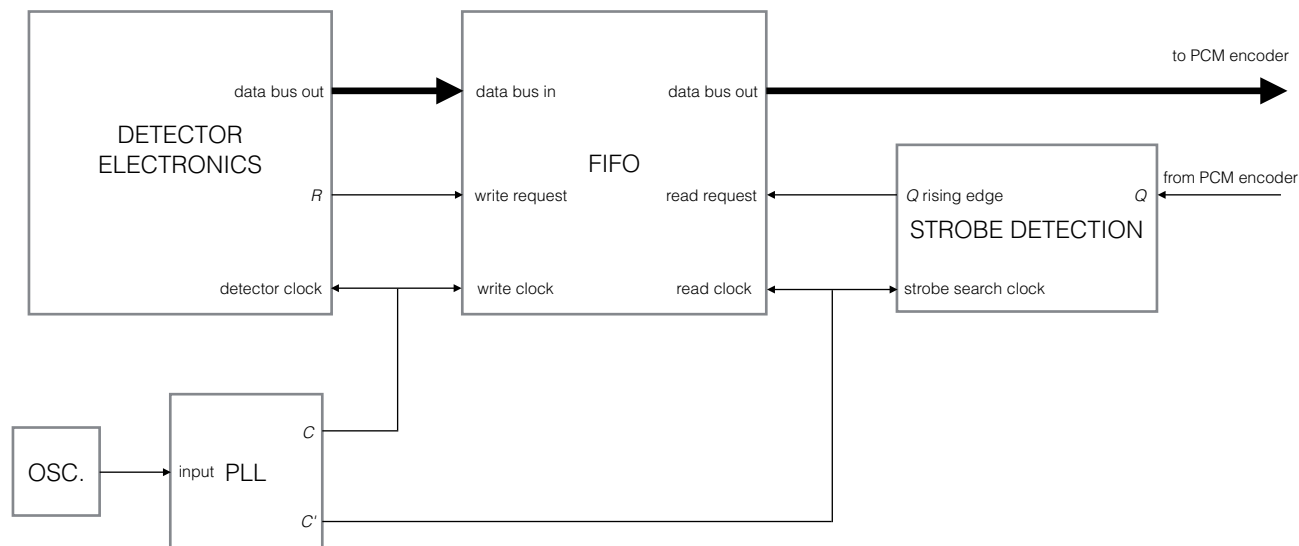 to PCM encoder
data bus out
data bus in
data bus out
DETECTOR
ELECTRONICS
FIFO
from PCM encoder
R
write request
read request
Q rising edge
Q
STROBE DETECTION
detector clock
write clock
read clock
strobe search clock
C
OSC.
input
PLL
C'